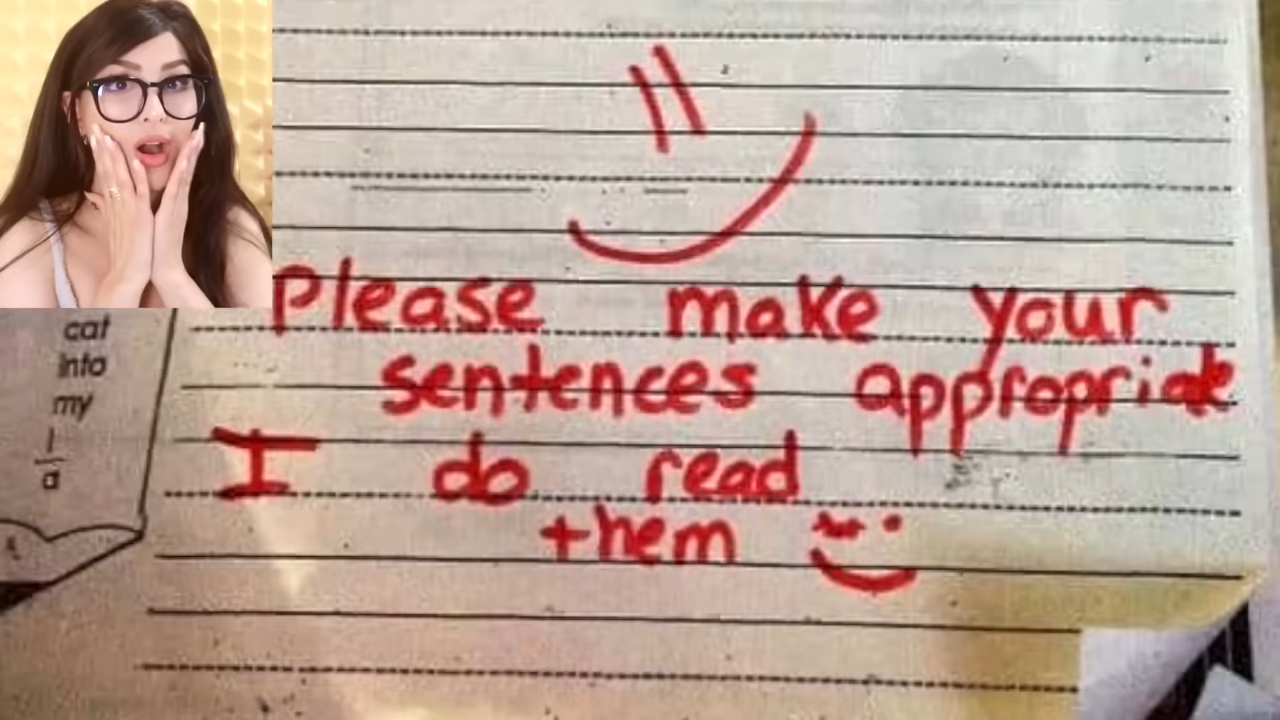 Please make your
sentences appropriate
I do read
them
cat
into
my
I
a